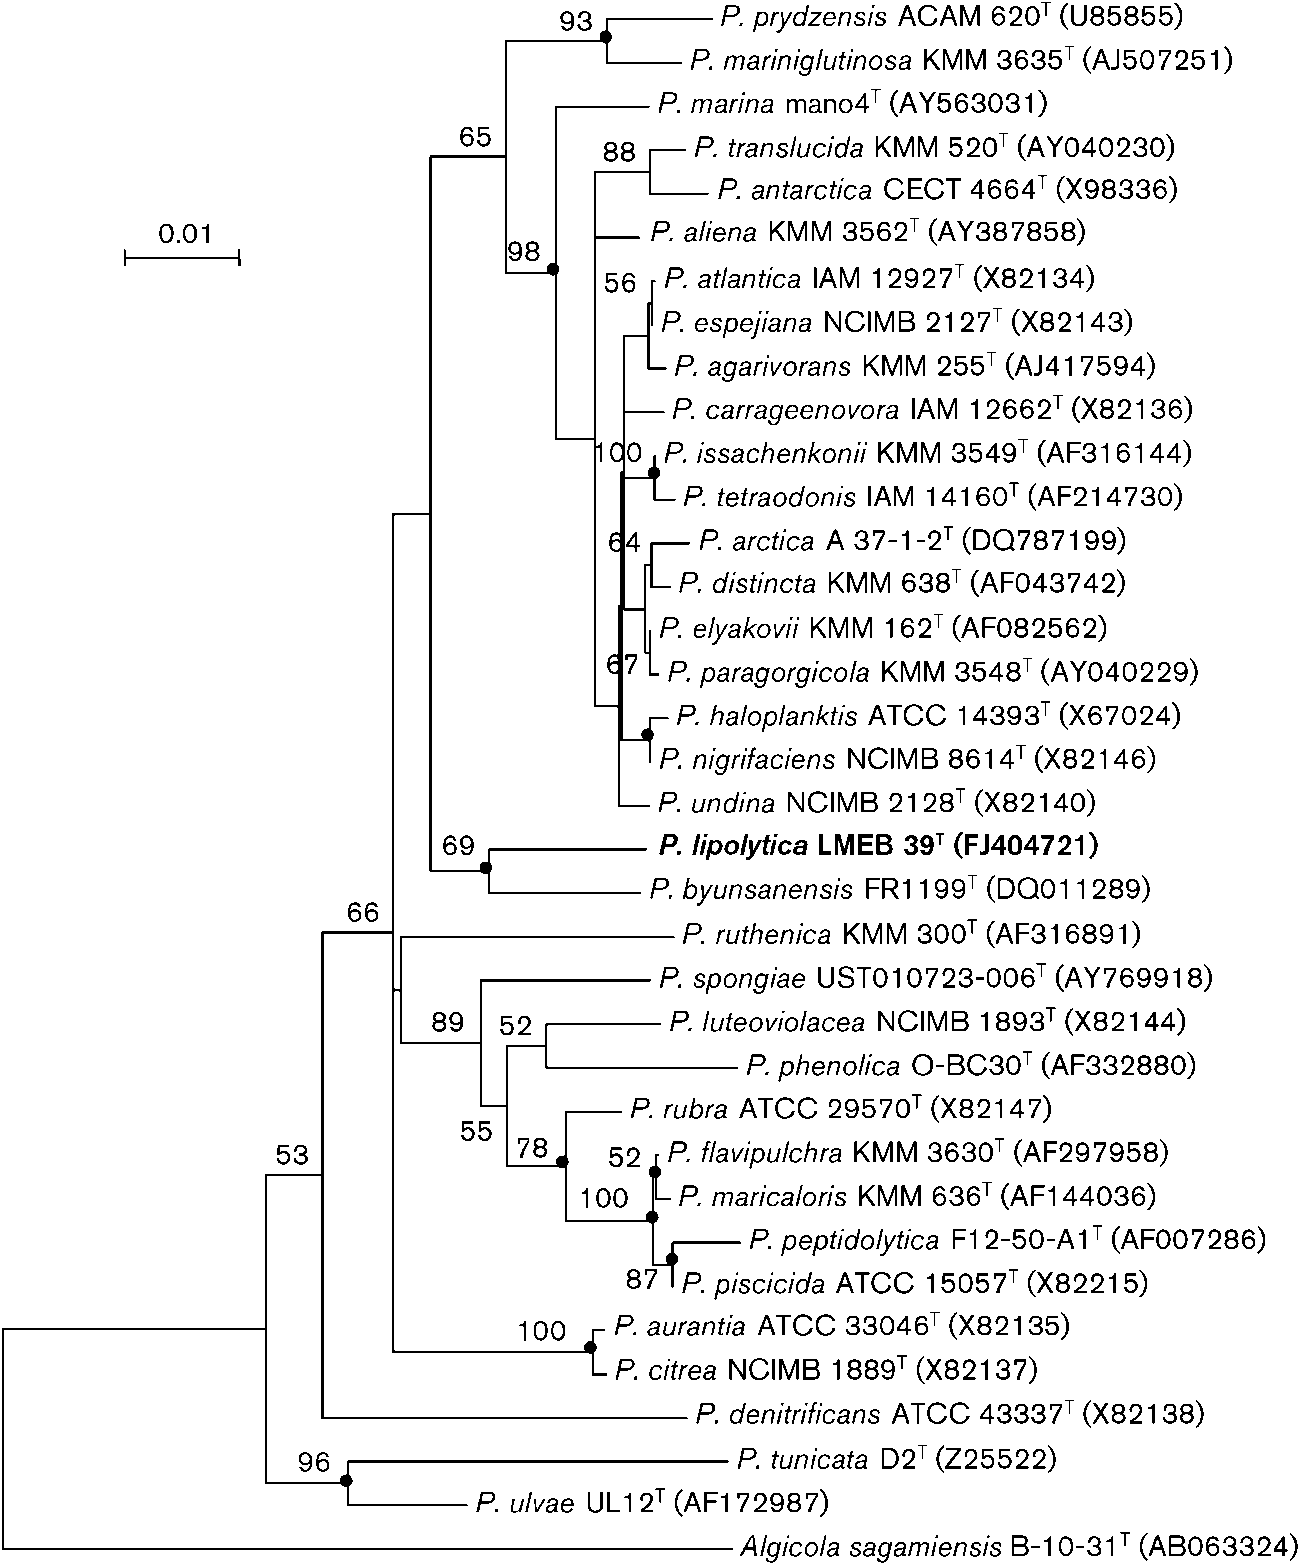 93
P. prydzensis ACAM 620T (U85855)
P. mariniglutinosa KMM 3635T (AJ507251)
P. marina mano4T (AY563031)
65
88
P. translucida KMM 520T (AY040230)
P. antarctica CECT 4664T (X98336)
0.01
P. aliena KMM 3562T (AY387858)
98
56
P. atlantica IAM 12927T (X82134)
P. espejiana NCIMB 2127T (X82143)
P. agarivorans KMM 255T (AJ417594)
P. carrageenovora IAM 12662T (X82136)
100
P. issachenkonii KMM 3549T (AF316144)
P. tetraodonis IAM 14160T (AF214730)
64
P. arctica A 37-1-2T (DQ787199)
P. distincta KMM 638T (AF043742)
P. elyakovii KMM 162T (AF082562)
67
P. paragorgicola KMM 3548T (AY040229)
P. haloplanktis ATCC 14393T (X67024)
P. nigrifaciens NCIMB 8614T (X82146)
P. undina NCIMB 2128T (X82140)
69
P. lipolytica LMEB 39T (FJ404721)
P. byunsanensis FR1199T (DQ011289)
66
P. ruthenica KMM 300T (AF316891)
P. spongiae UST010723-006T (AY769918)
89
52
P. luteoviolacea NCIMB 1893T (X82144)
P. phenolica O-BC30T (AF332880)
P. rubra ATCC 29570T (X82147)
55
78
52
P. flavipulchra KMM 3630T (AF297958)
53
100
P. maricaloris KMM 636T (AF144036)
P. peptidolytica F12-50-A1T (AF007286)
87
P. piscicida ATCC 15057T (X82215)
100
P. aurantia ATCC 33046T (X82135)
P. citrea NCIMB 1889T (X82137)
P. denitrificans ATCC 43337T (X82138)
96
P. tunicata D2T (Z25522)
P. ulvae UL12T (AF172987)
Algicola sagamiensis B-10-31T (AB063324)